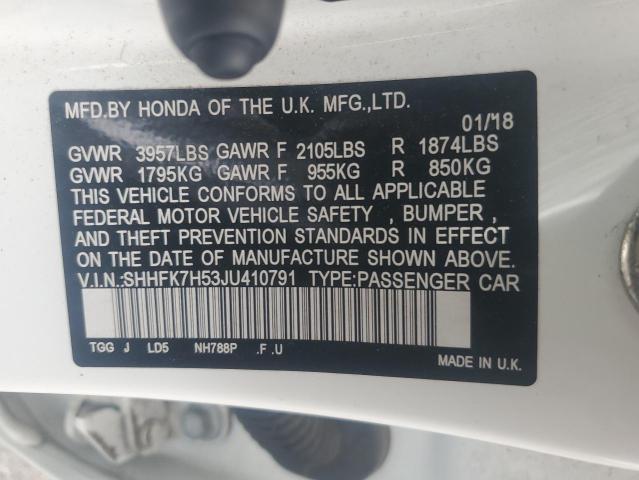 MFD.BY HONDA OF THE U.K. MFG.,LTD.
01/18
GVWR 3957LBS GAWR F 2105LBS R 1874LBS
GVWR 1795KG GAWR F 955KG R 850KG
THIS VEHICLE CONFORMS TO ALL APPLICABLE
FEDERAL MOTOR VEHICLE SAFETY , BUMPER ,
AND THEFT PREVENTION STANDARDS IN EFFECT
ON THE DATE OF MANUFACTURE SHOWN ABOVE.
V.I.N.:SHHFK7H53JU410791 TYPE:PASSENGER CAR
TGG J LD5 NH788P .F .U
MADE IN U.K.